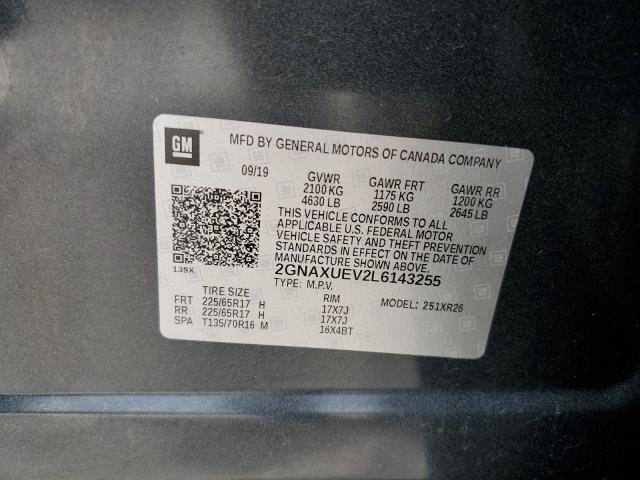 GM
MFD BY GENERAL MOTORS OF CANADA COMPANY
09/19 GVWR GAWR FRT GAWR RR
2100 KG 1175 KG 1200 KG
4630 LB 2590 LB 2645 LB
THIS VEHICLE CONFORMS TO ALL
APPLICABLE U.S. FEDERAL MOTOR
VEHICLE SAFETY AND THEFT PREVENTION
STANDARDS IN EFFECT ON THE DATE OF
MANUFACTURE SHOWN ABOVE.
139X
2GNAXUEV2L6143255
TYPE: M.P.V.
MODEL: 251XR26
TIRE SIZE RIM
FRT 225/65R17 H 17X7J
RR 225/65R17 H 17X7J
SPA T135/70R16 M 16X4BT